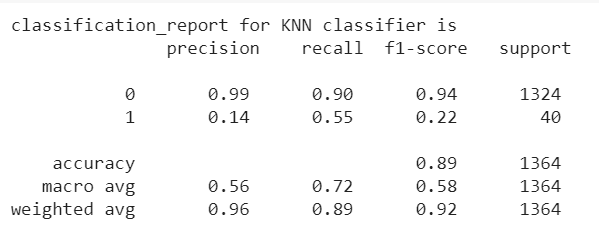 classification_report for KNN classifier is
precision recall f1-score support
0 0.99 0.90 0.94 1324
1 0.14 0.55 0.22 40
accuracy 0.89 1364
macro avg 0.56 0.72 0.58 1364
weighted avg 0.96 0.89 0.92 1364